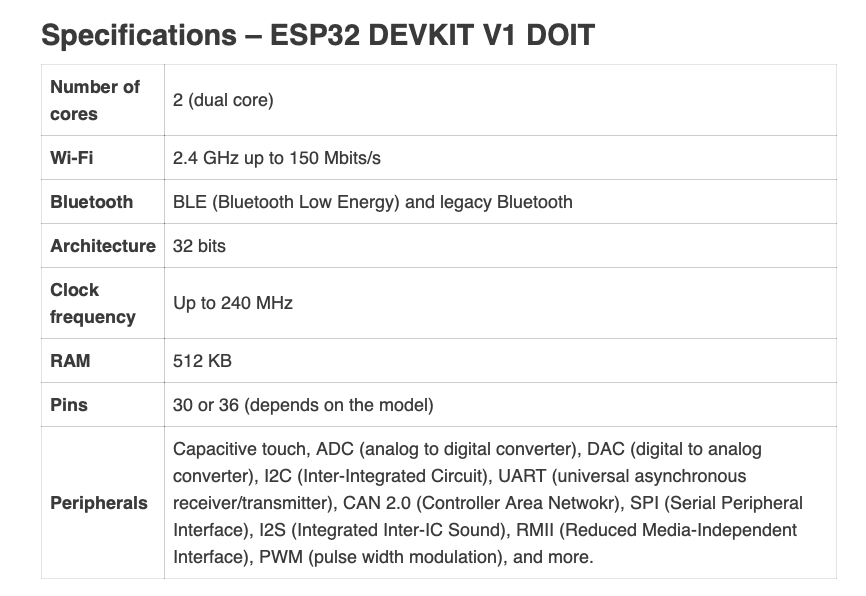 Specifications – ESP32 DEVKIT V1 DOIT
Number of
cores
2 (dual core)
Wi-Fi
2.4 GHz up to 150 Mbits/s
Bluetooth
BLE (Bluetooth Low Energy) and legacy Bluetooth
Architecture
32 bits
Clock
frequency
Up to 240 MHz
RAM
512 KB
Pins
30 or 36 (depends on the model)
Peripherals
Capacitive touch, ADC (analog to digital converter), DAC (digital to analog
converter), I2C (Inter-Integrated Circuit), UART (universal asynchronous
receiver/transmitter), CAN 2.0 (Controller Area Netwokr), SPI (Serial Peripheral
Interface), I2S (Integrated Inter-IC Sound), RMII (Reduced Media-Independent
Interface), PWM (pulse width modulation), and more.